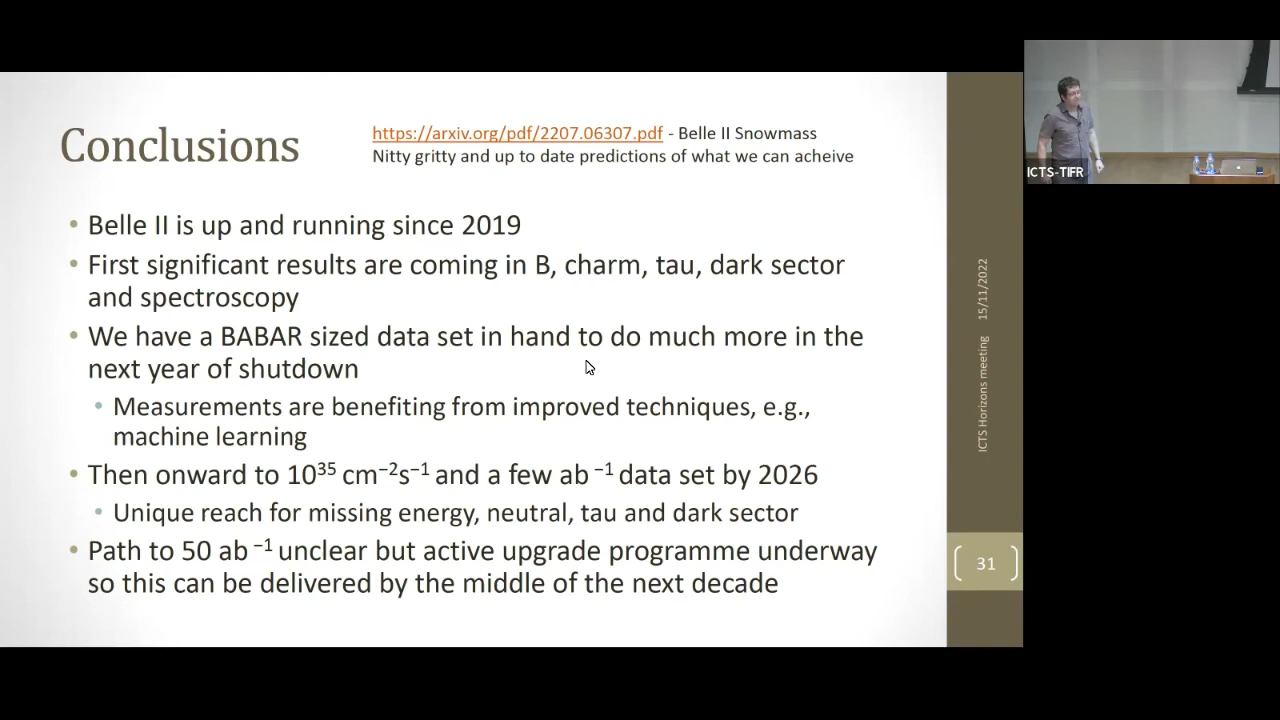 Conclusions
https://arxiv.org/pdf/2207.06307.pdf - Belle II Snowmass
Nitty gritty and up to date predictions of what we can acheive
• Belle II is up and running since 2019
• First significant results are coming in B, charm, tau, dark sector
and spectroscopy
• We have a BABAR sized data set in hand to do much more in the
next year of shutdown
• Measurements are benefiting from improved techniques, e.g.,
machine learning
• Then onward to 10³⁵ cm⁻²s⁻¹ and a few ab ⁻¹ data set by 2026
• Unique reach for missing energy, neutral, tau and dark sector
• Path to 50 ab ⁻¹ unclear but active upgrade programme underway
so this can be delivered by the middle of the next decade
ICTS Horizons meeting 15/11/2022
31
ICTS-TIFR